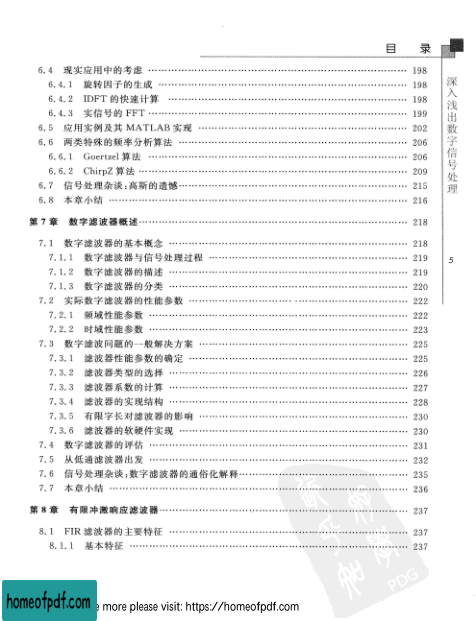 目 录
6.4 现实应用中的考虑 …… 198
6.4.1 旋转因子的生成 …… 198
6.4.2 IDFT 的快速计算 …… 198
6.4.3 实信号的 FFT …… 199
6.5 应用实例及其 MATLAB 实现 …… 202
6.6 两类特殊的频率分析算法 …… 206
6.6.1 Goertzel 算法 …… 206
6.6.2 ChirpZ 算法 …… 209
6.7 信号处理杂谈:高斯的遗憾 …… 215
6.8 本章小结 …… 216
第 7 章 数字滤波器概述 …… 218
7.1 数字滤波器的基本概念 …… 218
7.1.1 数字滤波器与信号处理过程 …… 219
7.1.2 数字滤波器的描述 …… 219
7.1.3 数字滤波器的分类 …… 220
7.2 实际数字滤波器的性能参数 …… 222
7.2.1 频域性能参数 …… 222
7.2.2 时域性能参数 …… 223
7.3 数字滤波问题的一般解决方案 …… 225
7.3.1 滤波器性能参数的确定 …… 225
7.3.2 滤波器类型的选择 …… 226
7.3.3 滤波器系数的计算 …… 227
7.3.4 滤波器的实现结构 …… 228
7.3.5 有限字长对滤波器的影响 …… 230
7.3.6 滤波器的软硬件实现 …… 230
7.4 数字滤波器的评估 …… 231
7.5 从低通滤波器出发 …… 232
7.6 信号处理杂谈:数字滤波器的通俗化解释 …… 235
7.7 本章小结 …… 236
第 8 章 有限冲激响应滤波器 …… 237
8.1 FIR 滤波器的主要特征 …… 237
8.1.1 基本特征 …… 237
深入浅出数字信号处理
5
PDG
homeofpdf.com
e more please visit: https://homeofpdf.com